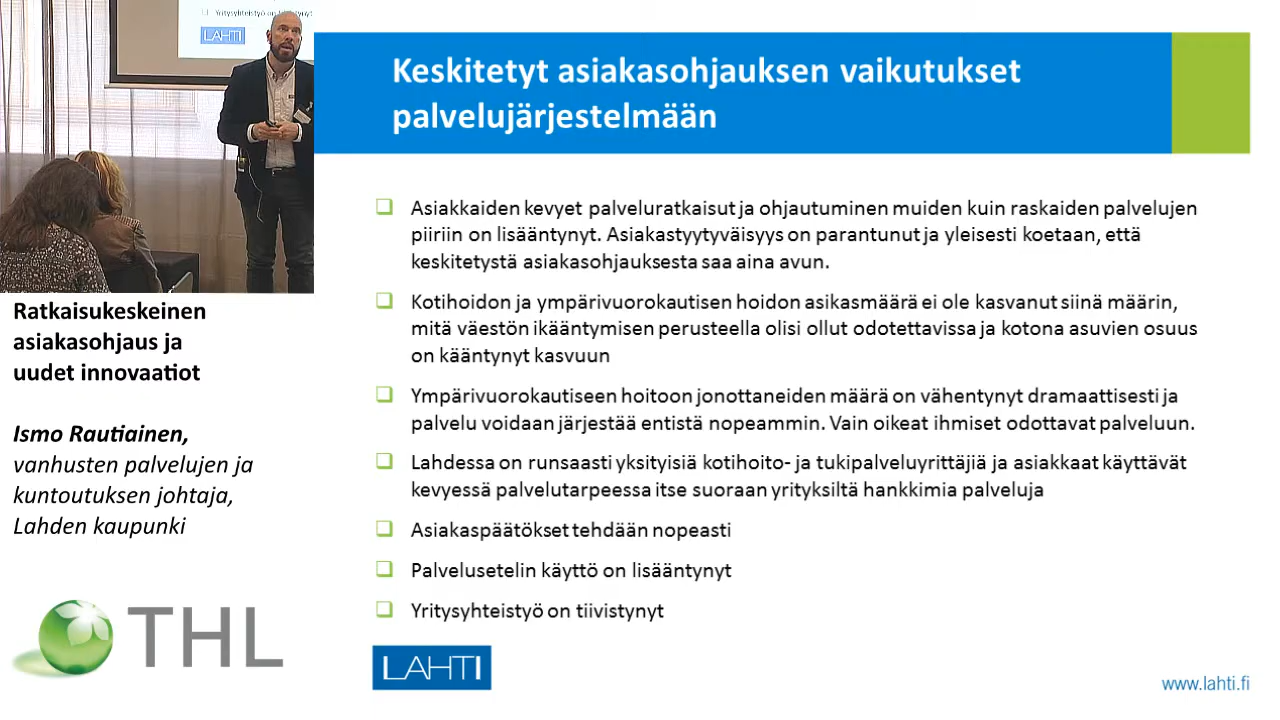 Yritysyhteistyö on tiivistynyt
LAHTI
Keskitetyt asiakasohjauksen vaikutukset
palvelujärjestelmään
Asiakkaiden kevyet palveluratkaisut ja ohjautuminen muiden kuin raskaiden palvelujen
piiriin on lisääntynyt. Asiakastyytyväisyys on parantunut ja yleisesti koetaan, että
keskitetystä asiakasohjauksesta saa aina avun.
Kotihoidon ja ympärivuorokautisen hoidon asikasmäärä ei ole kasvanut siinä määrin,
mitä väestön ikääntymisen perusteella olisi ollut odotettavissa ja kotona asuvien osuus
on kääntynyt kasvuun
Ympärivuorokautiseen hoitoon jonottaneiden määrä on vähentynyt dramaattisesti ja
palvelu voidaan järjestää entistä nopeammin. Vain oikeat ihmiset odottavat palveluun.
Lahdessa on runsaasti yksityisiä kotihoito- ja tukipalveluyrittäjiä ja asiakkaat käyttävät
kevyessä palvelutarpeessa itse suoraan yrityksiltä hankkimia palveluja
Asiakaspäätökset tehdään nopeasti
Palvelusetelin käyttö on lisääntynyt
Yritysyhteistyö on tiivistynyt
LAHTI
www.lahti.fi
Ratkaisukeskeinen
asiakasohjaus ja
uudet innovaatiot
Ismo Rautiainen,
vanhusten palvelujen ja
kuntoutuksen johtaja,
Lahden kaupunki
THL